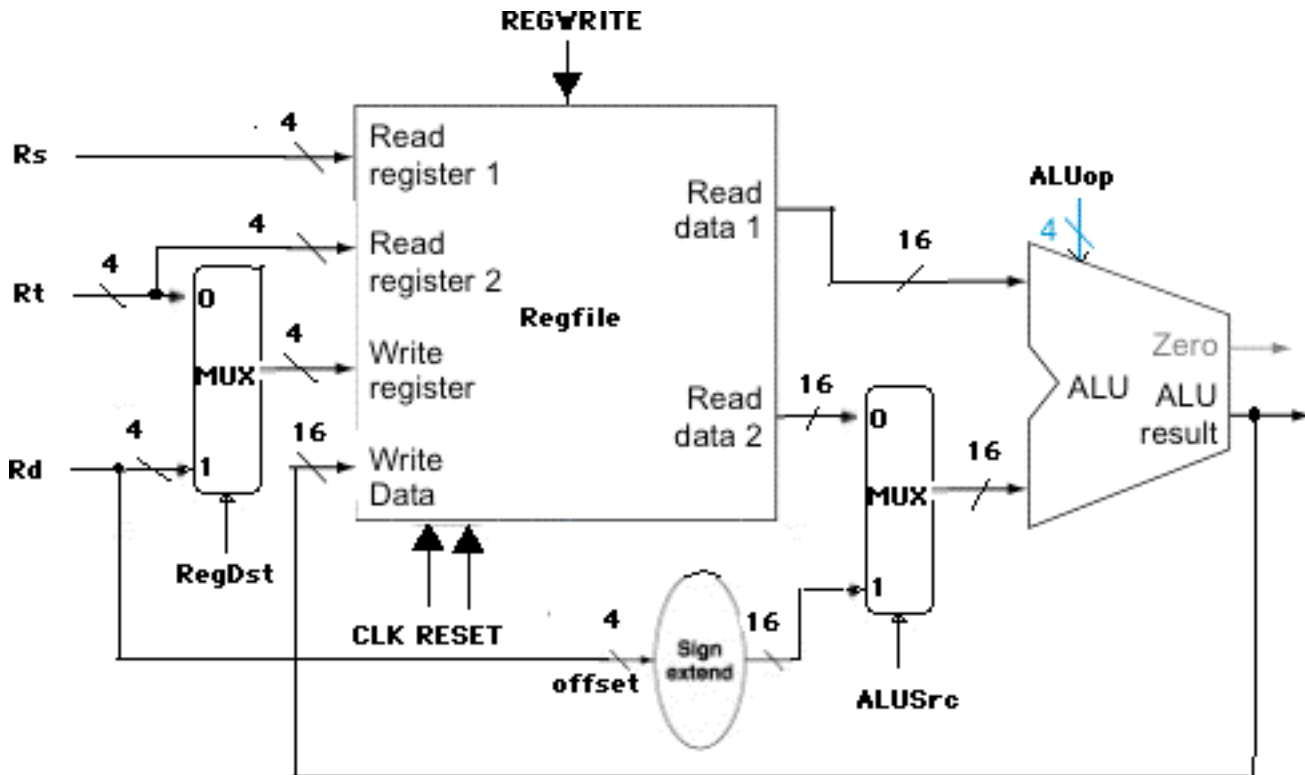 REGWRITE
4
Rs
Read
register 1
ALUop
Read
data 1
4
4
Read
register 2
16
4
Rt
0
Regfile
4
Write
register
MUX
Zero
16
Read
data 2
0
ALU
ALU
result
4
16
Rd
1
Write
Data
16
MUX
RegDst
1
CLK RESET
4
16
Sign
extend
offset
ALUSrc